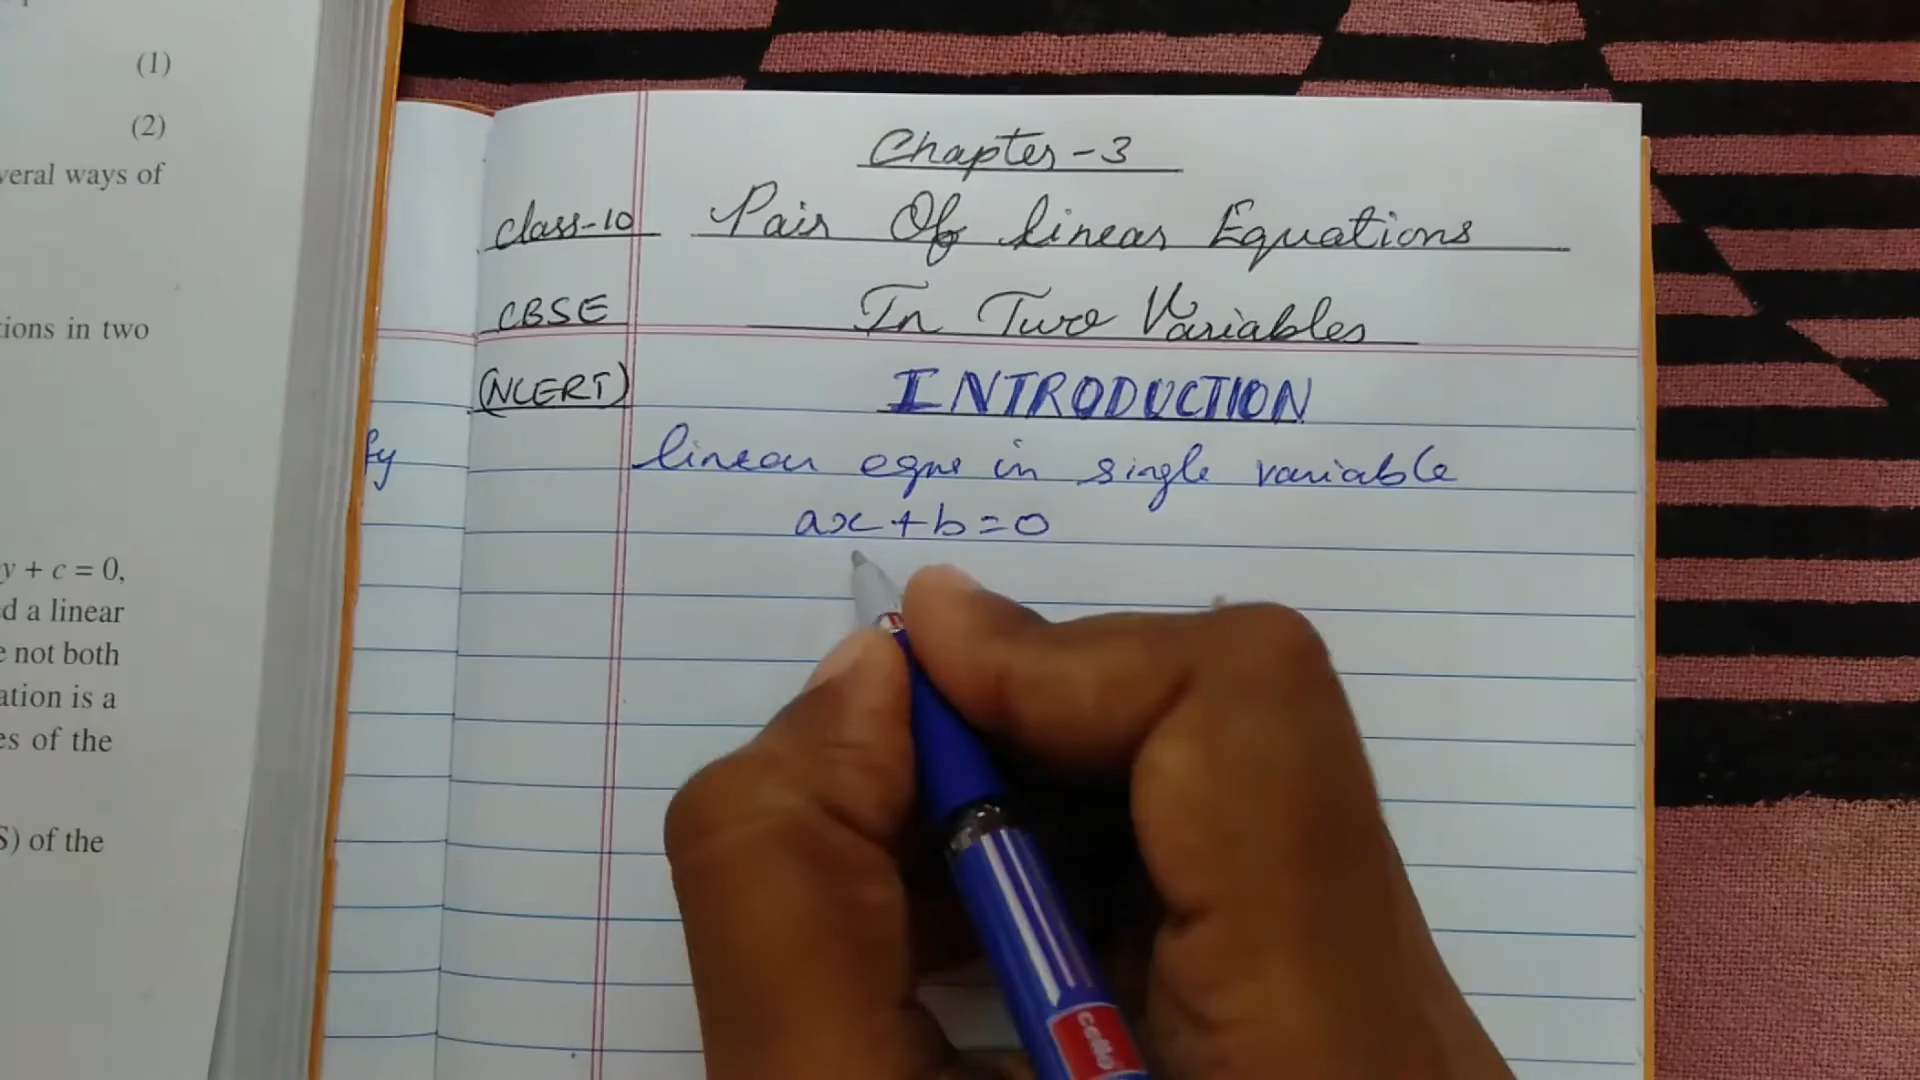 (1)
(2)
veral ways of
tions in two
y + c = 0,
d a linear
e not both
ation is a
es of the
S) of the
fy
Chapter-3
Class-10
Pair Of linear Equations
CBSE
In Two Variables
(NCERT)
INTRODUCTION
linear eqns in single variable
ax+b=0
cello